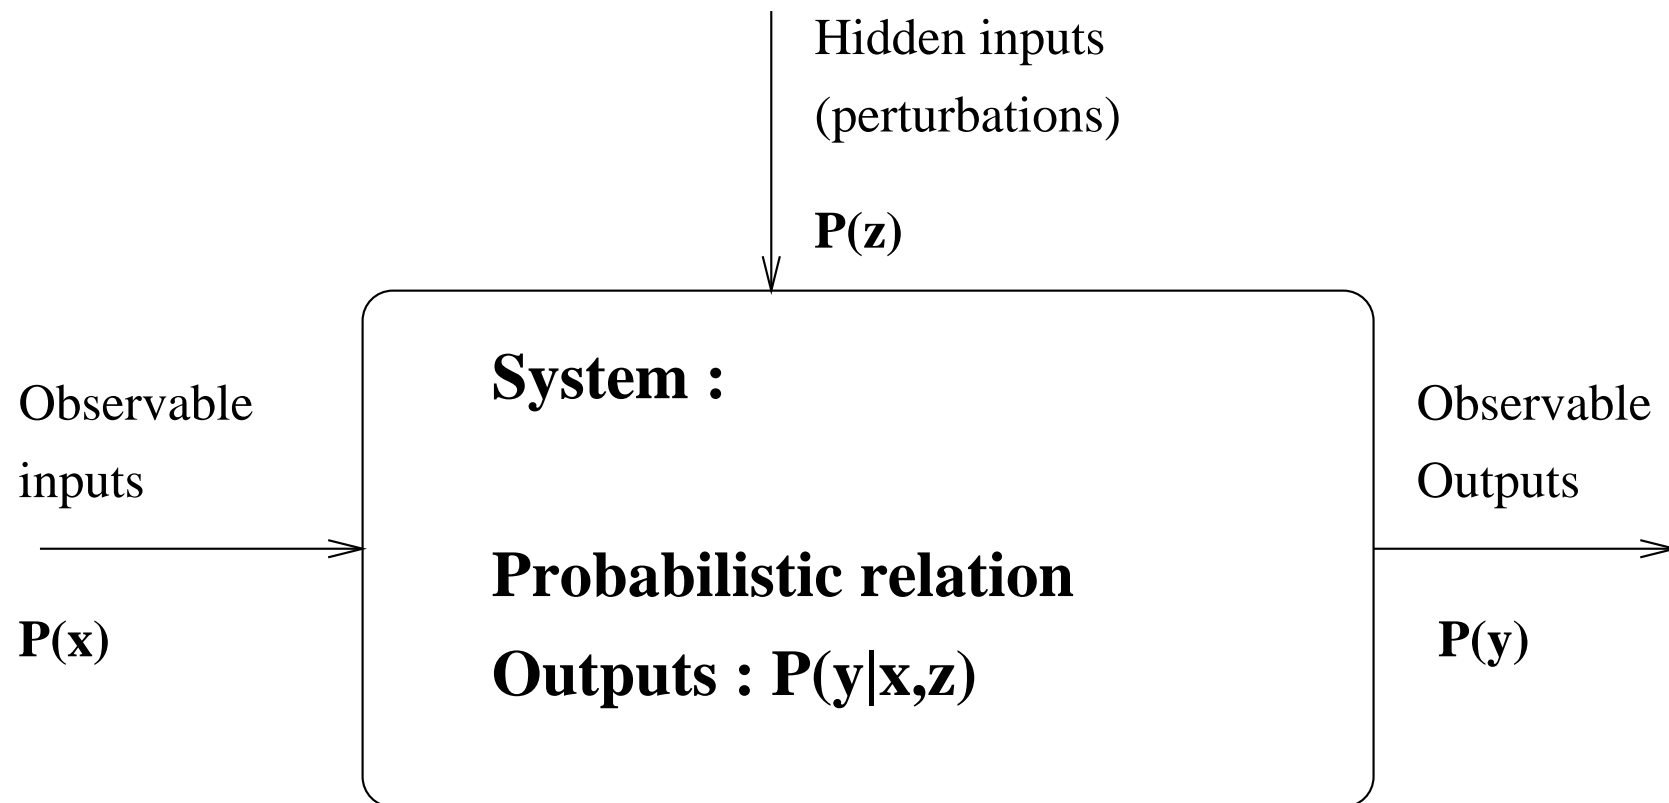 Hidden inputs
(perturbations)
P(z)
System :
Observable
inputs
Observable
Outputs
Probabilistic relation
P(x)
P(y)
Outputs : P(y|x,z)